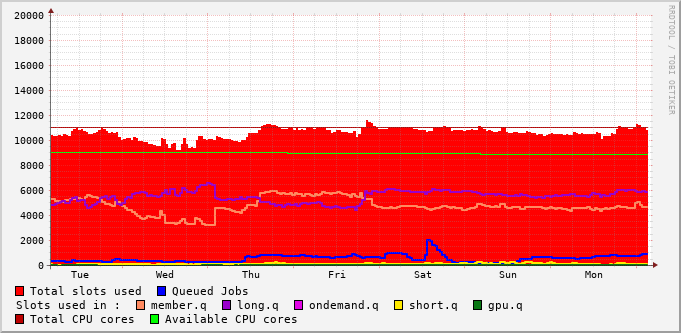 20000
18000
16000
14000
12000
10000
8000
6000
4000
2000
0
Tue Wed Thu Fri Sat Sun Mon
Total slots used Queued Jobs
Slots used in : member.q long.q ondemand.q short.q gpu.q
Total CPU cores Available CPU cores
RRDTOOL / TOBI OETIKER